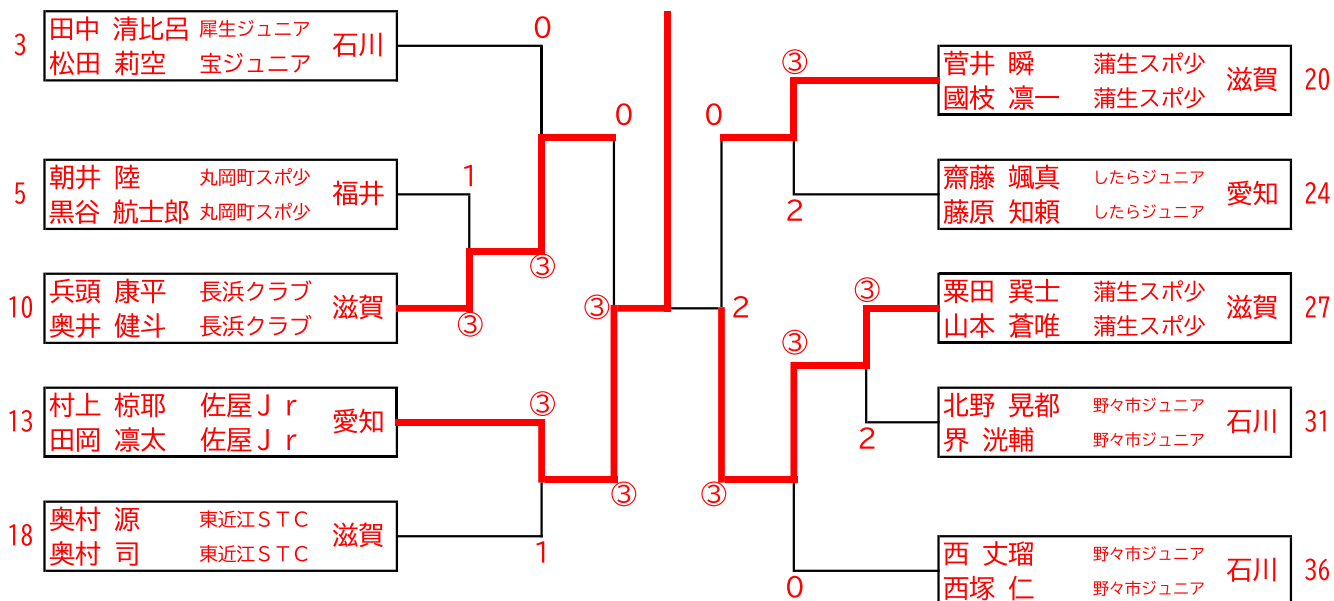 3 田中 清比呂 犀生ジュニア 石川
松田 莉空 宝ジュニア
5 朝井 陸 丸岡町スポ少 福井
黒谷 航士郎 丸岡町スポ少
10 兵頭 康平 長浜クラブ 滋賀
奥井 健斗 長浜クラブ
13 村上 椋耶 佐屋Jr 愛知
田岡 凛太 佐屋Jr
18 奥村 源 東近江STC 滋賀
奥村 司 東近江STC
0
1
③
③
0
③
③
1
③
0
2
③
③
2
③
③
2
0
菅井 瞬 蒲生スポ少 滋賀 20
國枝 凛一 蒲生スポ少
齋藤 颯真 したらジュニア 愛知 24
藤原 知頼 したらジュニア
粟田 巽士 蒲生スポ少 滋賀 27
山本 蒼唯 蒲生スポ少
北野 晃都 野々市ジュニア 石川 31
界 洸輔 野々市ジュニア
西 丈瑠 野々市ジュニア 石川 36
西塚 仁 野々市ジュニア